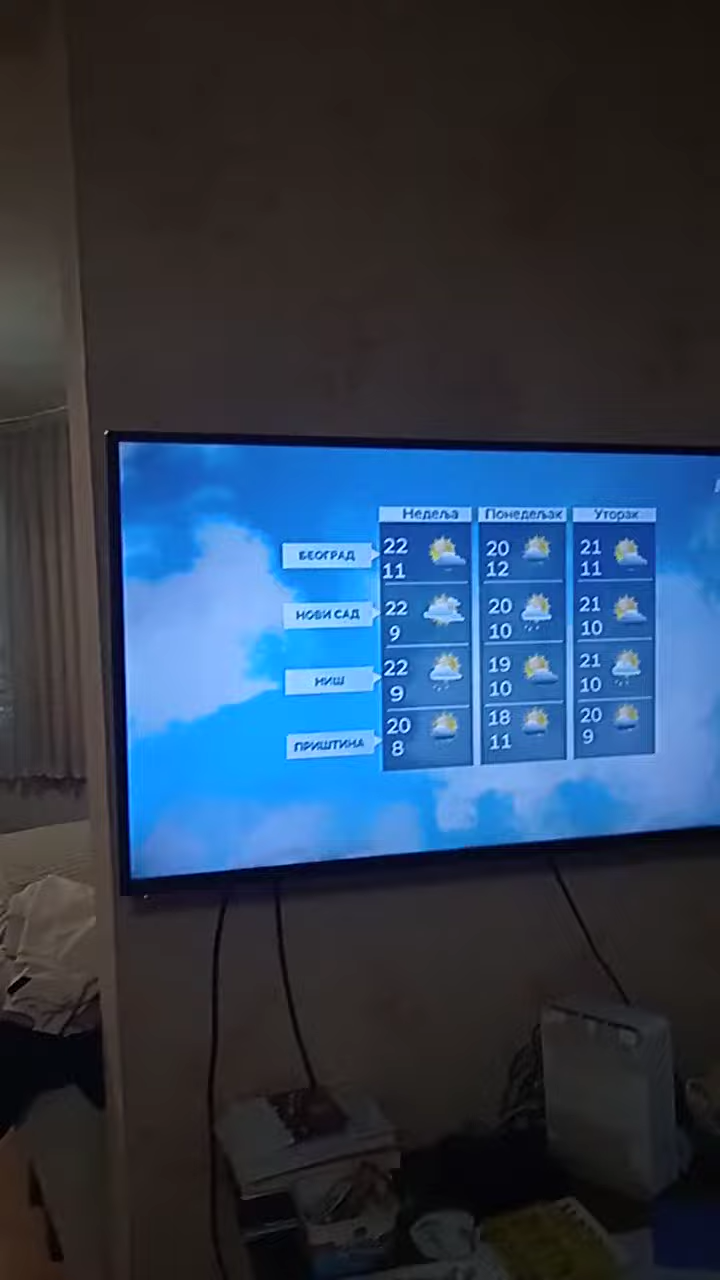 Недеља Понедељак Уторак
БЕОГРАД 22 20 21
11 12 11
НОВИ САД 22 20 21
9 10 10
НИШ 22 19 21
9 10 10
ПРИШТИНА 20 18 20
8 11 9